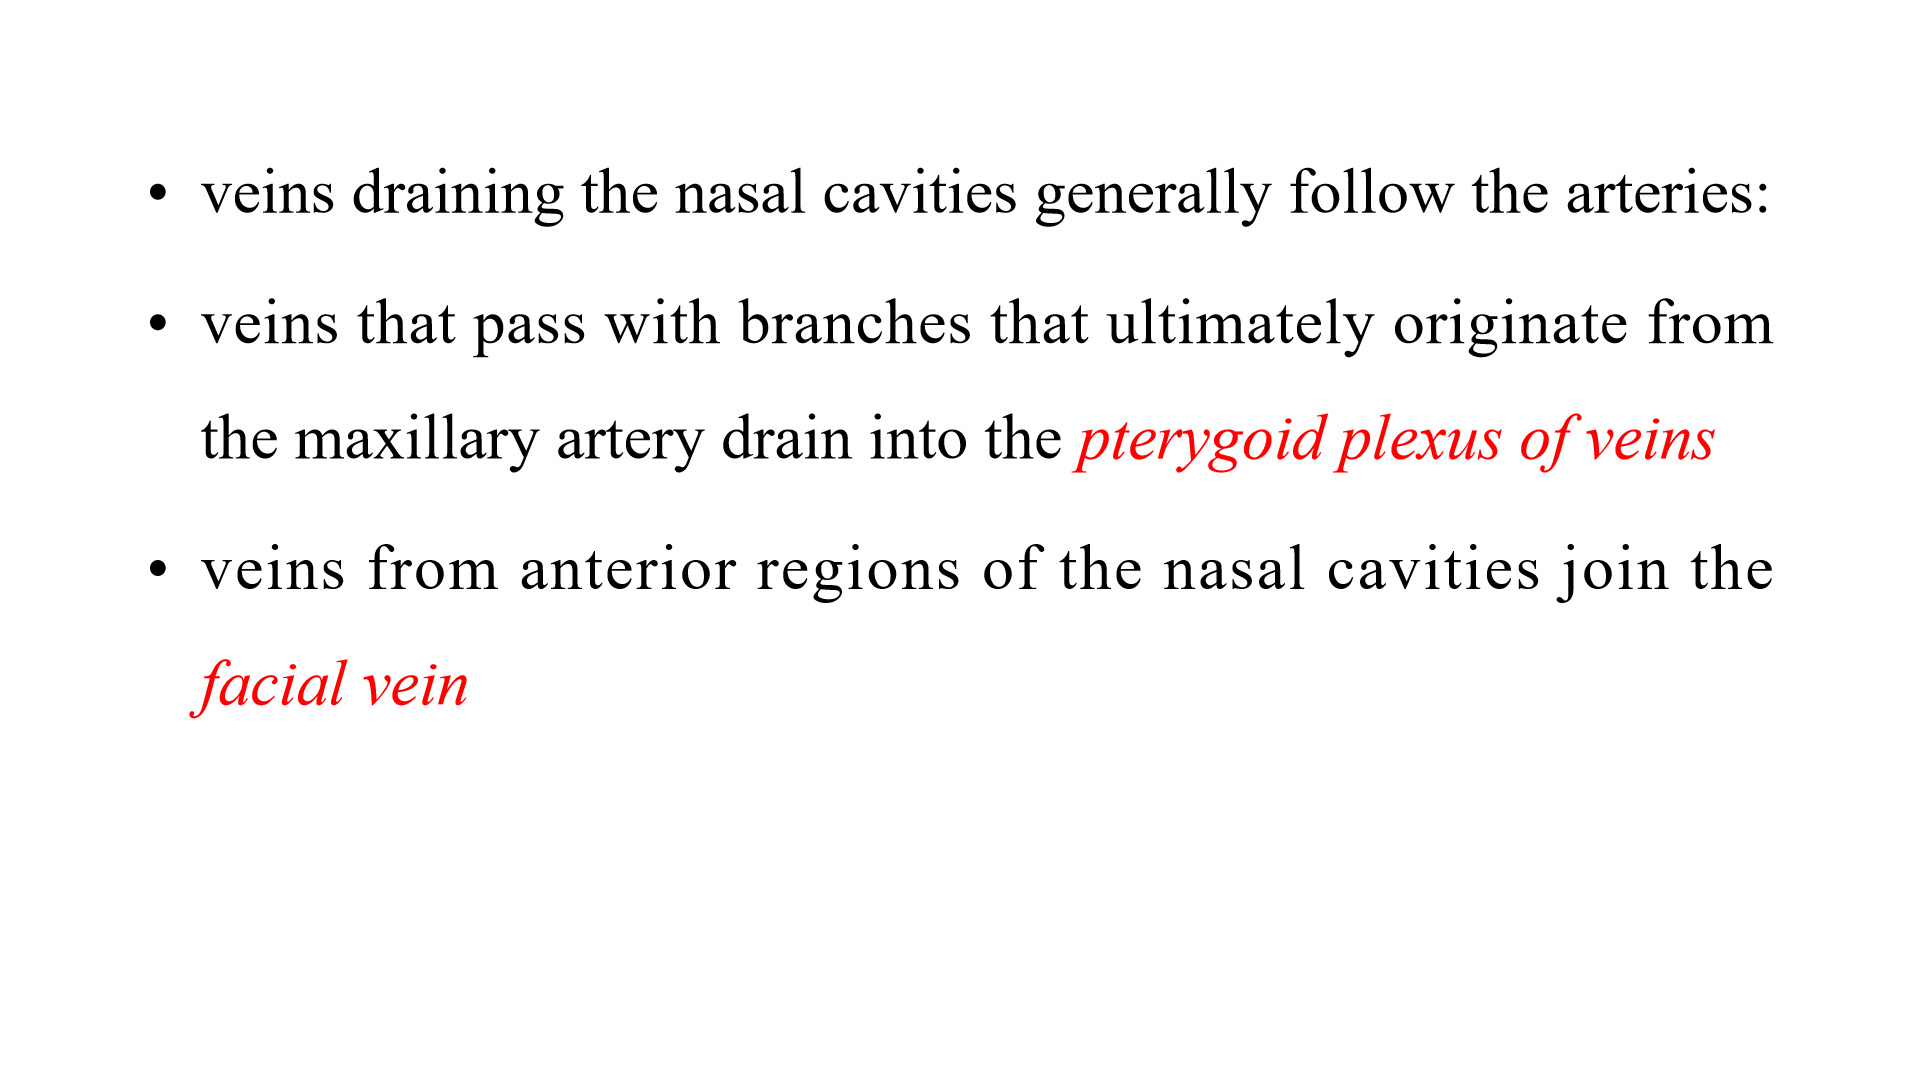 • veins draining the nasal cavities generally follow the arteries:
• veins that pass with branches that ultimately originate from
the maxillary artery drain into the pterygoid plexus of veins
• veins from anterior regions of the nasal cavities join the
facial vein